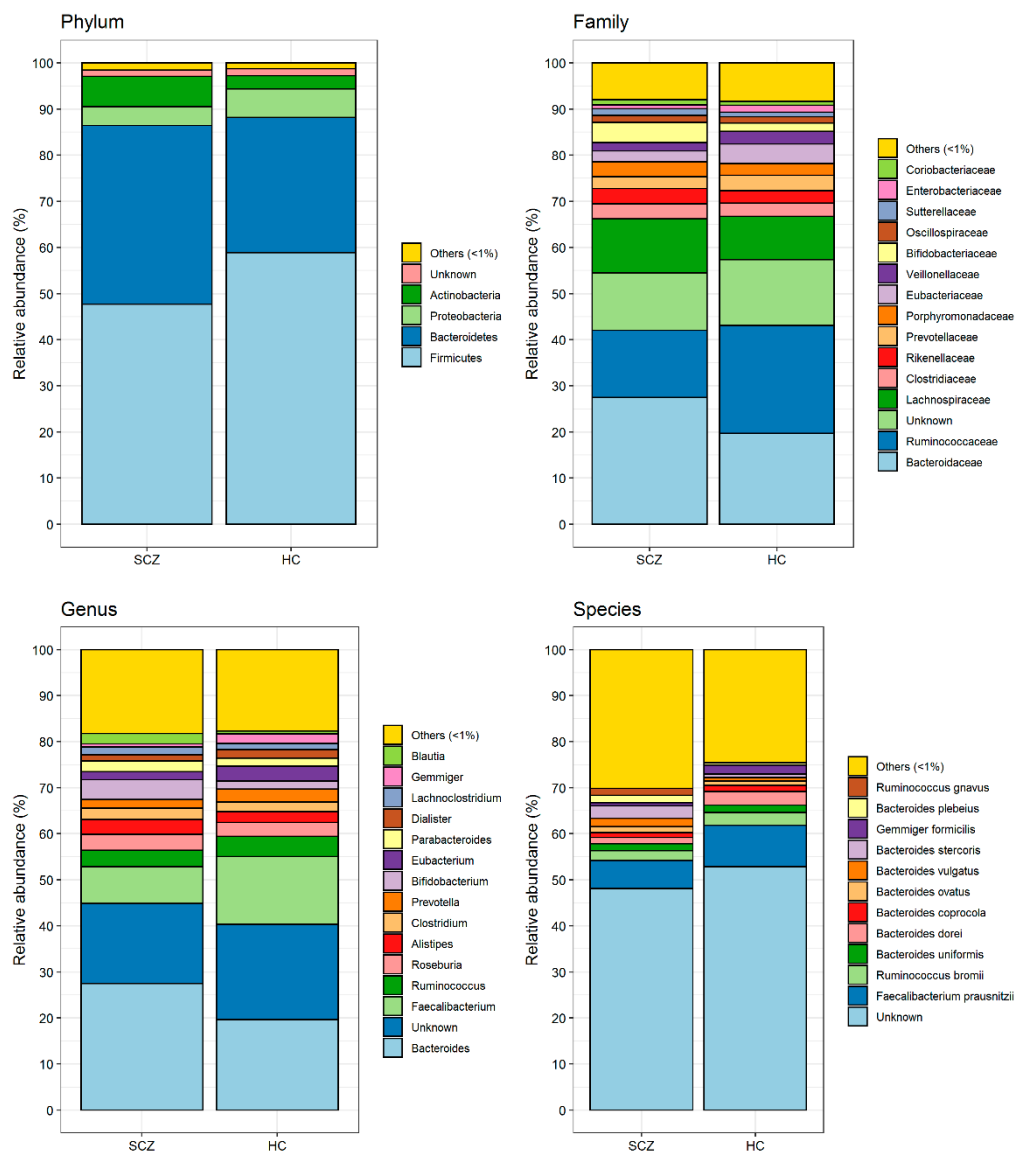 Phylum
Relative abundance (%)
100
90
80
70
60
50
40
30
20
10
0
SCZ
HC
Others (<1%)
Unknown
Actinobacteria
Proteobacteria
Bacteroidetes
Firmicutes
Family
Relative abundance (%)
100
90
80
70
60
50
40
30
20
10
0
SCZ
HC
Others (<1%)
Coriobacteriaceae
Enterobacteriaceae
Sutterellaceae
Oscillospiraceae
Bifidobacteriaceae
Veillonellaceae
Eubacteriaceae
Porphyromonadaceae
Prevotellaceae
Rikenellaceae
Clostridiaceae
Lachnospiraceae
Unknown
Ruminococcaceae
Bacteroidaceae
Genus
Relative abundance (%)
100
90
80
70
60
50
40
30
20
10
0
SCZ
HC
Others (<1%)
Blautia
Gemmiger
Lachnoclostridium
Dialister
Parabacteroides
Eubacterium
Bifidobacterium
Prevotella
Clostridium
Alistipes
Roseburia
Ruminococcus
Faecalibacterium
Unknown
Bacteroides
Species
Relative abundance (%)
100
90
80
70
60
50
40
30
20
10
0
SCZ
HC
Others (<1%)
Ruminococcus gnavus
Bacteroides plebeius
Gemmiger formicilis
Bacteroides stercoris
Bacteroides vulgatus
Bacteroides ovatus
Bacteroides coprocola
Bacteroides dorei
Bacteroides uniformis
Ruminococcus bromii
Faecalibacterium prausnitzii
Unknown